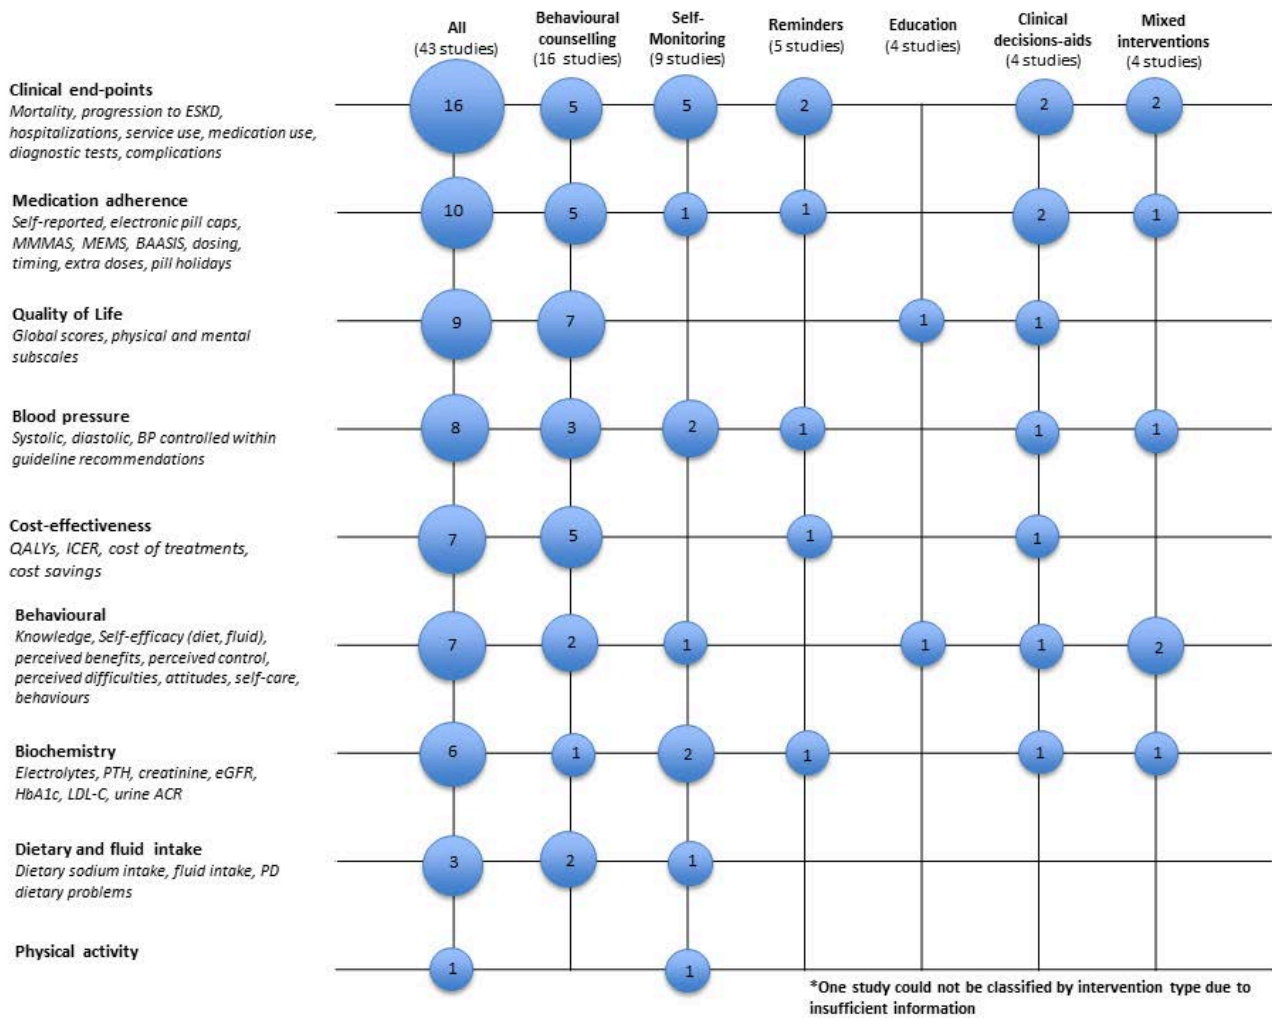 All
(43 studies)
Behavioural
counselling
(16 studies)
Self-
Monitoring
(9 studies)
Reminders
(5 studies)
Education
(4 studies)
Clinical
decisions-aids
(4 studies)
Mixed
interventions
(4 studies)
Clinical end-points
Mortality, progression to ESKD,
hospitalizations, service use, medication use,
diagnostic tests, complications
16 5 5 2 2 2
Medication adherence
Self-reported, electronic pill caps,
MMMAS, MEMS, BAASIS, dosing,
timing, extra doses, pill holidays
10 5 1 1 2 1
Quality of Life
Global scores, physical and mental
subscales
9 7 1 1
Blood pressure
Systolic, diastolic, BP controlled within
guideline recommendations
8 3 2 1 1 1
Cost-effectiveness
QALYs, ICER, cost of treatments,
cost savings
7 5 1 1
Behavioural
Knowledge, Self-efficacy (diet, fluid),
perceived benefits, perceived control,
perceived difficulties, attitudes, self-care,
behaviours
7 2 1 1 1 2
Biochemistry
Electrolytes, PTH, creatinine, eGFR,
HbA1c, LDL-C, urine ACR
6 1 2 1 1 1
Dietary and fluid intake
Dietary sodium intake, fluid intake, PD
dietary problems
3 2 1
Physical activity
1 1
*One study could not be classified by intervention type due to
insufficient information